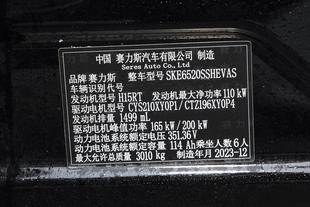 中国 赛力斯汽车有限公司 制造
Seres Auto Co., Ltd
品牌 赛力斯 整车型号 SKE6520SSHEVAS
车辆识别代号
发动机型号 H15RT 发动机最大净功率 110 kW
驱动电机型号 CYS210XY0P1/CTZ196XY0P4
发动机排量 1499 mL
驱动电机峰值功率 165 kW/200 kW
动力电池系统额定电压 351.36V
动力电池系统额定容量 114 Ah 乘坐人数 6人
最大允许总质量 3010 kg 制造年月 2023-12